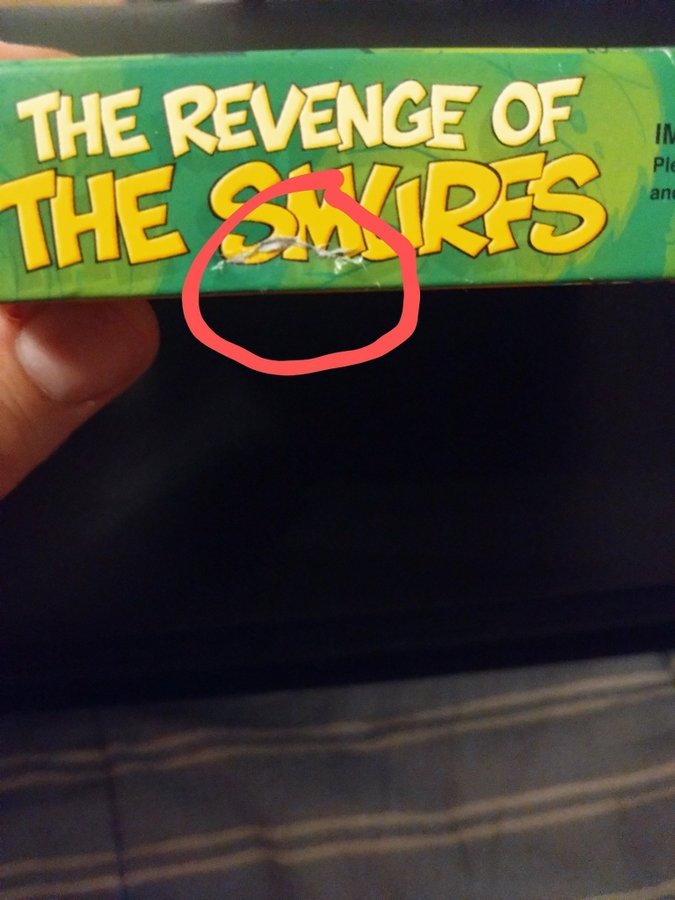 THE REVENGE OF
THE SMURFS